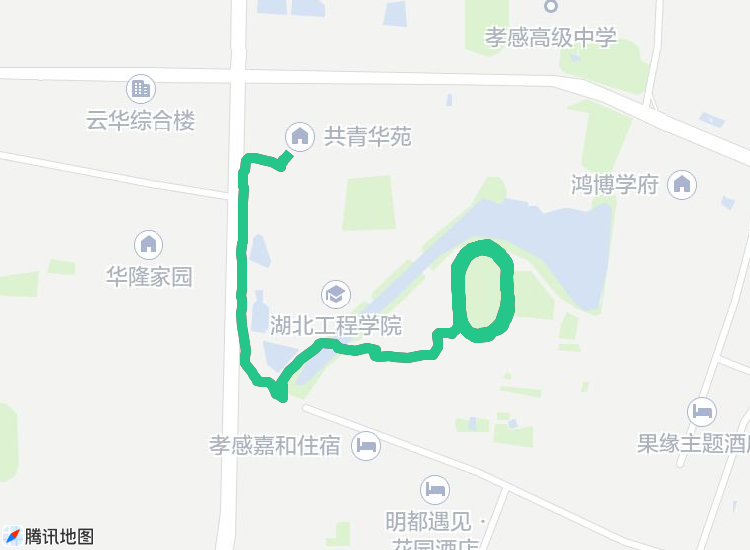 孝感高级中学
云华综合楼
共青华苑
鸿博学府
华隆家园
湖北工程学院
孝感嘉和住宿
果缘主题酒店
明都遇见·
花园酒店
腾讯地图